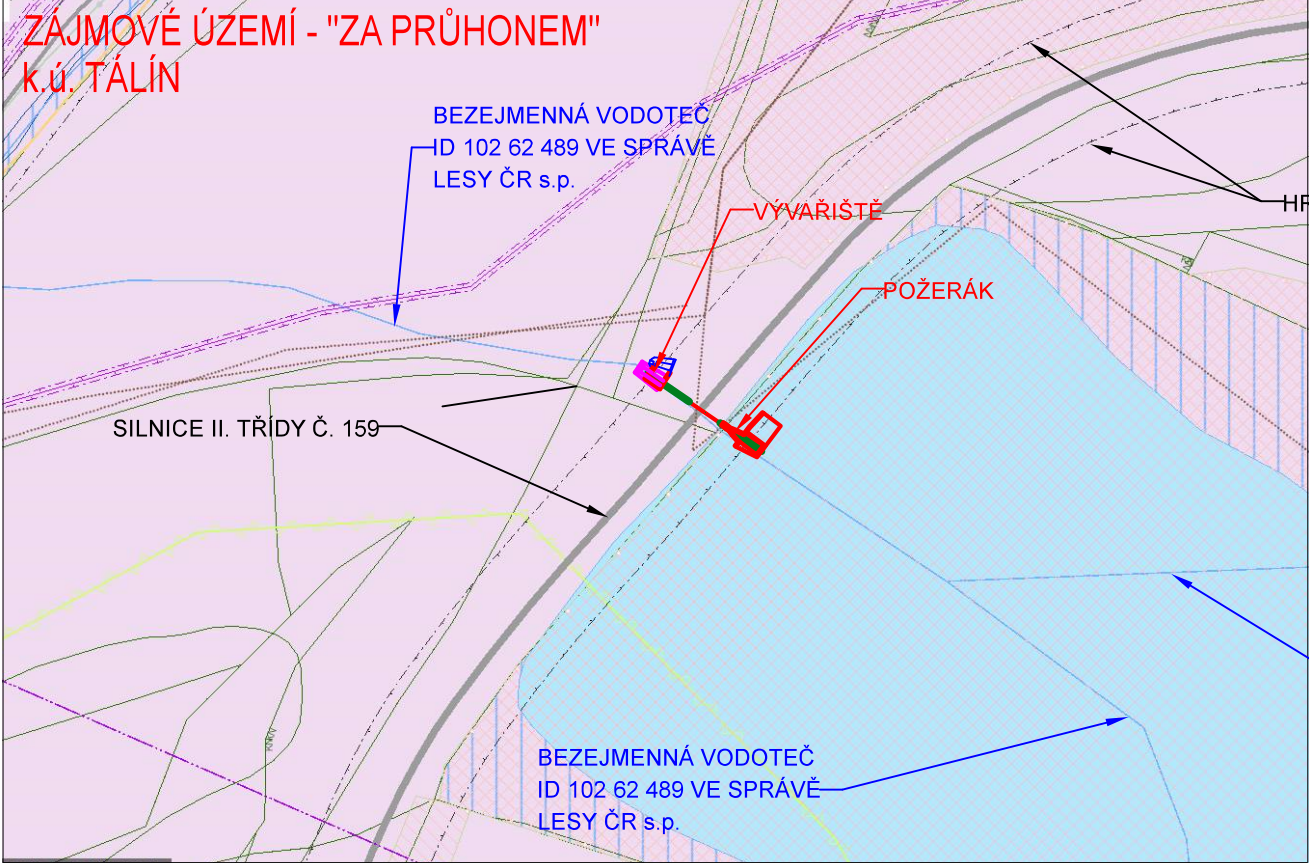 ZÁJMOVÉ ÚZEMÍ - "ZA PRŮHONEM"
k.ú. TÁLÍN
BEZEJMENNÁ VODOTEČ
ID 102 62 489 VE SPRÁVĚ
LESY ČR s.p.
VÝVAŘIŠTĚ
HR
POŽERÁK
SILNICE II. TŘÍDY Č. 159
BEZEJMENNÁ VODOTEČ
ID 102 62 489 VE SPRÁVĚ
LESY ČR s.p.